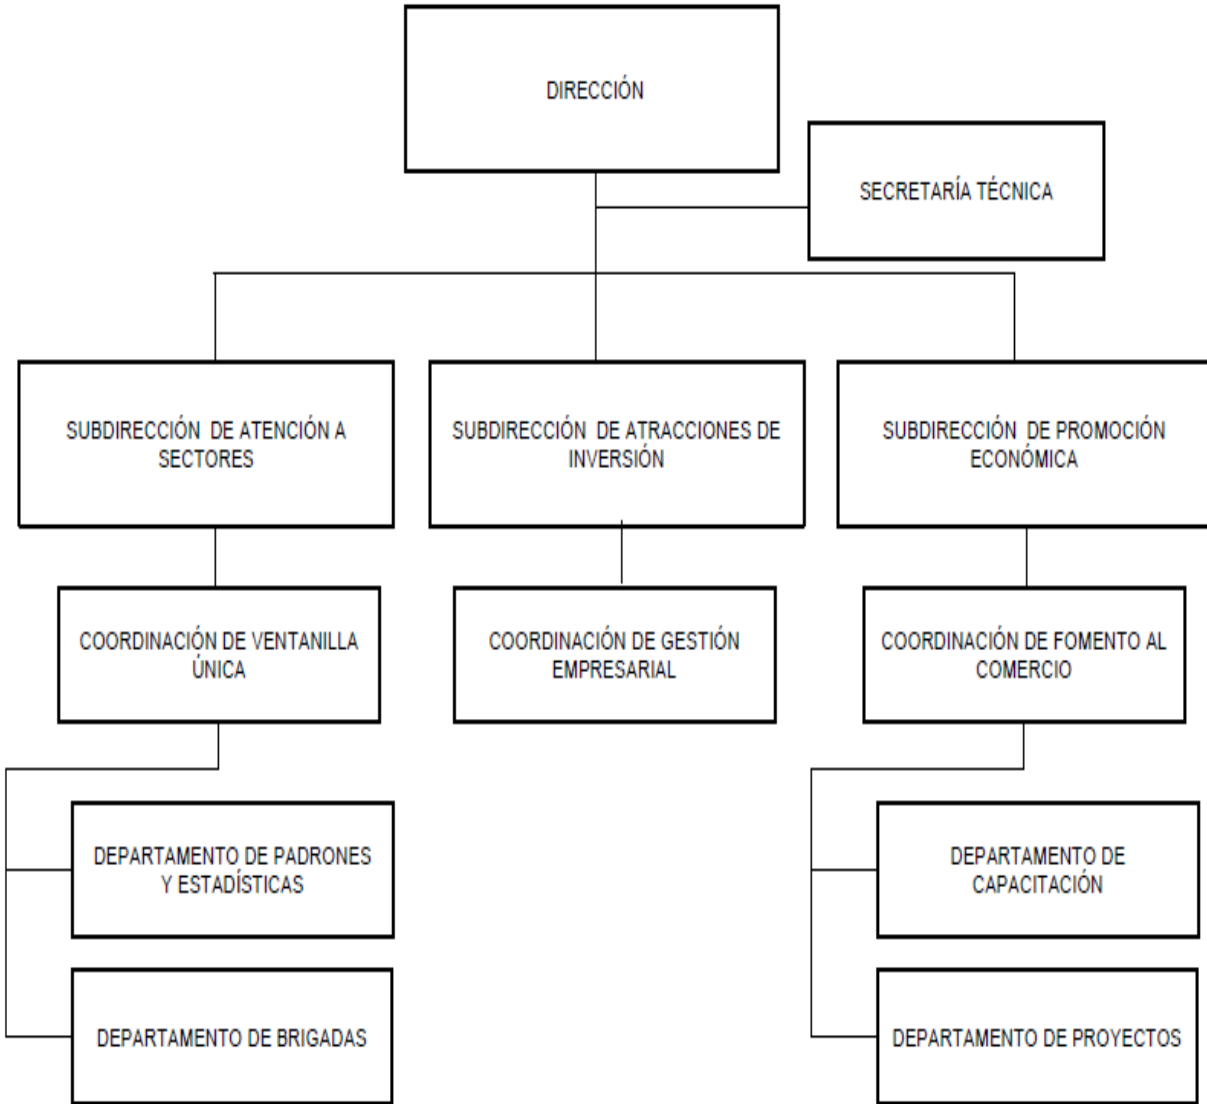 DIRECCIÓN
SECRETARÍA TÉCNICA
SUBDIRECCIÓN DE ATENCIÓN A
SECTORES
SUBDIRECCIÓN DE ATRACCIONES DE
INVERSIÓN
SUBDIRECCIÓN DE PROMOCIÓN
ECONÓMICA
COORDINACIÓN DE VENTANILLA
ÚNICA
COORDINACIÓN DE GESTIÓN
EMPRESARIAL
COORDINACIÓN DE FOMENTO AL
COMERCIO
DEPARTAMENTO DE PADRONES
Y ESTADÍSTICAS
DEPARTAMENTO DE
CAPACITACIÓN
DEPARTAMENTO DE BRIGADAS
DEPARTAMENTO DE PROYECTOS